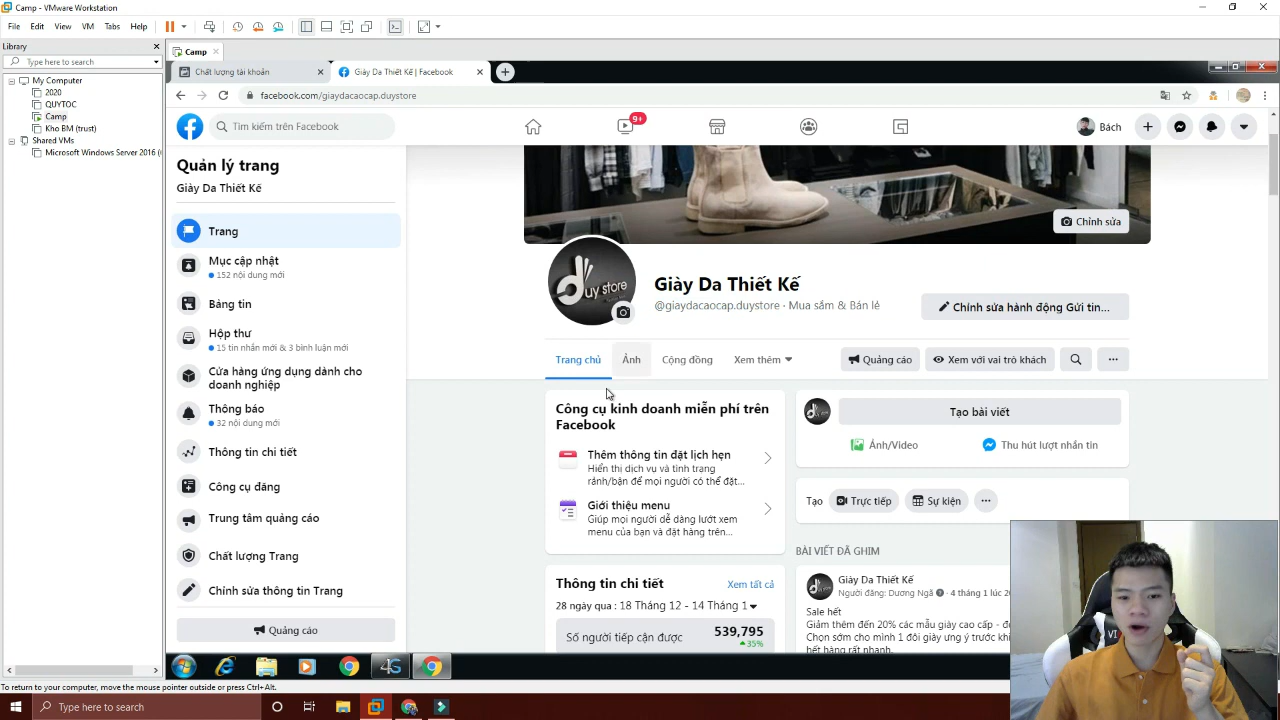 Camp - VMware Workstation
File Edit View VM Tabs Help
Library
Type here to search
My Computer
2020
QUYTOC
Camp
Kho BM (trust)
Shared VMs
Microsoft Windows Server 2016 (
Camp
Chất lượng tài khoản
Giày Da Thiết Kế | Facebook
facebook.com/giaydacaocap.duystore
Tìm kiếm trên Facebook
9+
Bách
Quản lý trang
Giày Da Thiết Kế
Trang
Mục cập nhật
152 nội dung mới
Bảng tin
Hộp thư
15 tin nhắn mới & 3 bình luận mới
Cửa hàng ứng dụng dành cho
doanh nghiệp
Thông báo
32 nội dung mới
Thông tin chi tiết
Công cụ đăng
Trung tâm quảng cáo
Chất lượng Trang
Chỉnh sửa thông tin Trang
Quảng cáo
Chỉnh sửa
duy store
Giày Da Thiết Kế
@giaydacaocap.duystore · Mua sắm & Bán lẻ
Chỉnh sửa hành động Gửi tin...
Trang chủ Ảnh Cộng đồng Xem thêm
Quảng cáo Xem với vai trò khách
Công cụ kinh doanh miễn phí trên
Facebook
Thêm thông tin đặt lịch hẹn
Hiển thị dịch vụ và tình trạng
rảnh/bận để mọi người có thể đặt...
Giới thiệu menu
Giúp mọi người dễ dàng lướt xem
menu của bạn và đặt hàng trên...
Thông tin chi tiết
Xem tất cả
28 ngày qua : 18 Tháng 12 - 14 Tháng 1
Số người tiếp cận được
539,795
35%
Tạo bài viết
Ảnh/Video
Thu hút lượt nhắn tin
Tạo Trực tiếp Sự kiện
BÀI VIẾT ĐÃ GHIM
Giày Da Thiết Kế
Người đăng: Dương Ngã · 4 tháng 1 lúc 20
Sale hết
Giảm thêm đến 20% các mẫu giày cao cấp - đ
Chọn sớm cho mình 1 đôi giày ưng ý trước khi
hết hàng rất nhanh.
4G
To return to your computer, move the mouse pointer outside or press Ctrl+Alt.
Type here to search